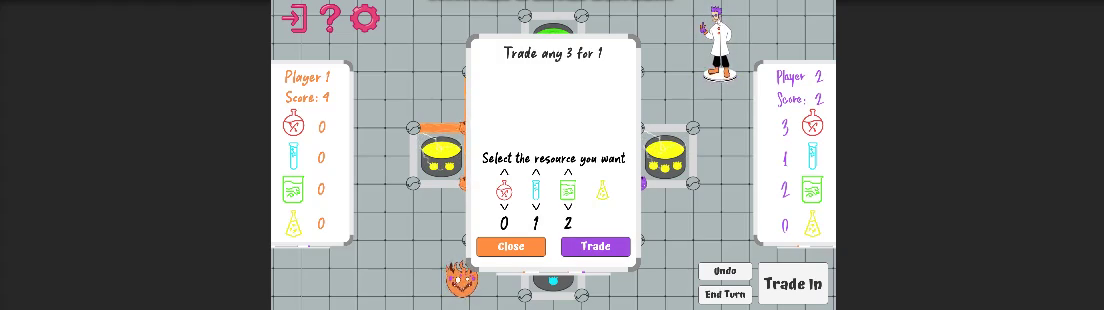 Trade any 3 for 1
Player 1
Score: 4
0
0
0
0
Select the resource you want
0 1 2
Close
Trade
Player 2
Score: 2
3
1
2
0
Undo
End Turn
Trade In